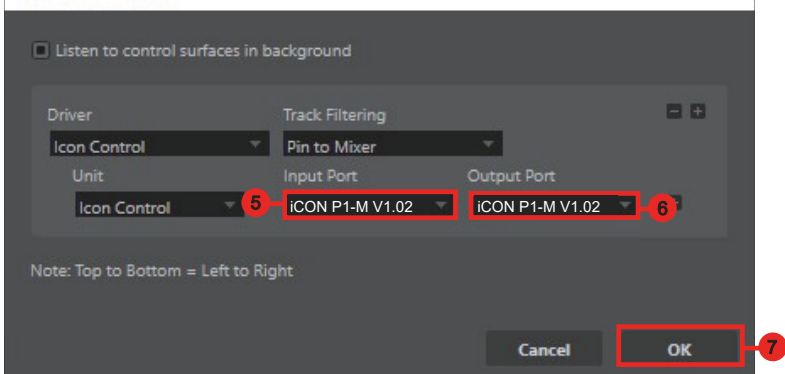 Listen to control surfaces in background
Driver Track Filtering
Icon Control Pin to Mixer
Unit Input Port Output Port
Icon Control 5 iCON P1-M V1.02 iCON P1-M V1.02 6
Note: Top to Bottom = Left to Right
Cancel OK 7